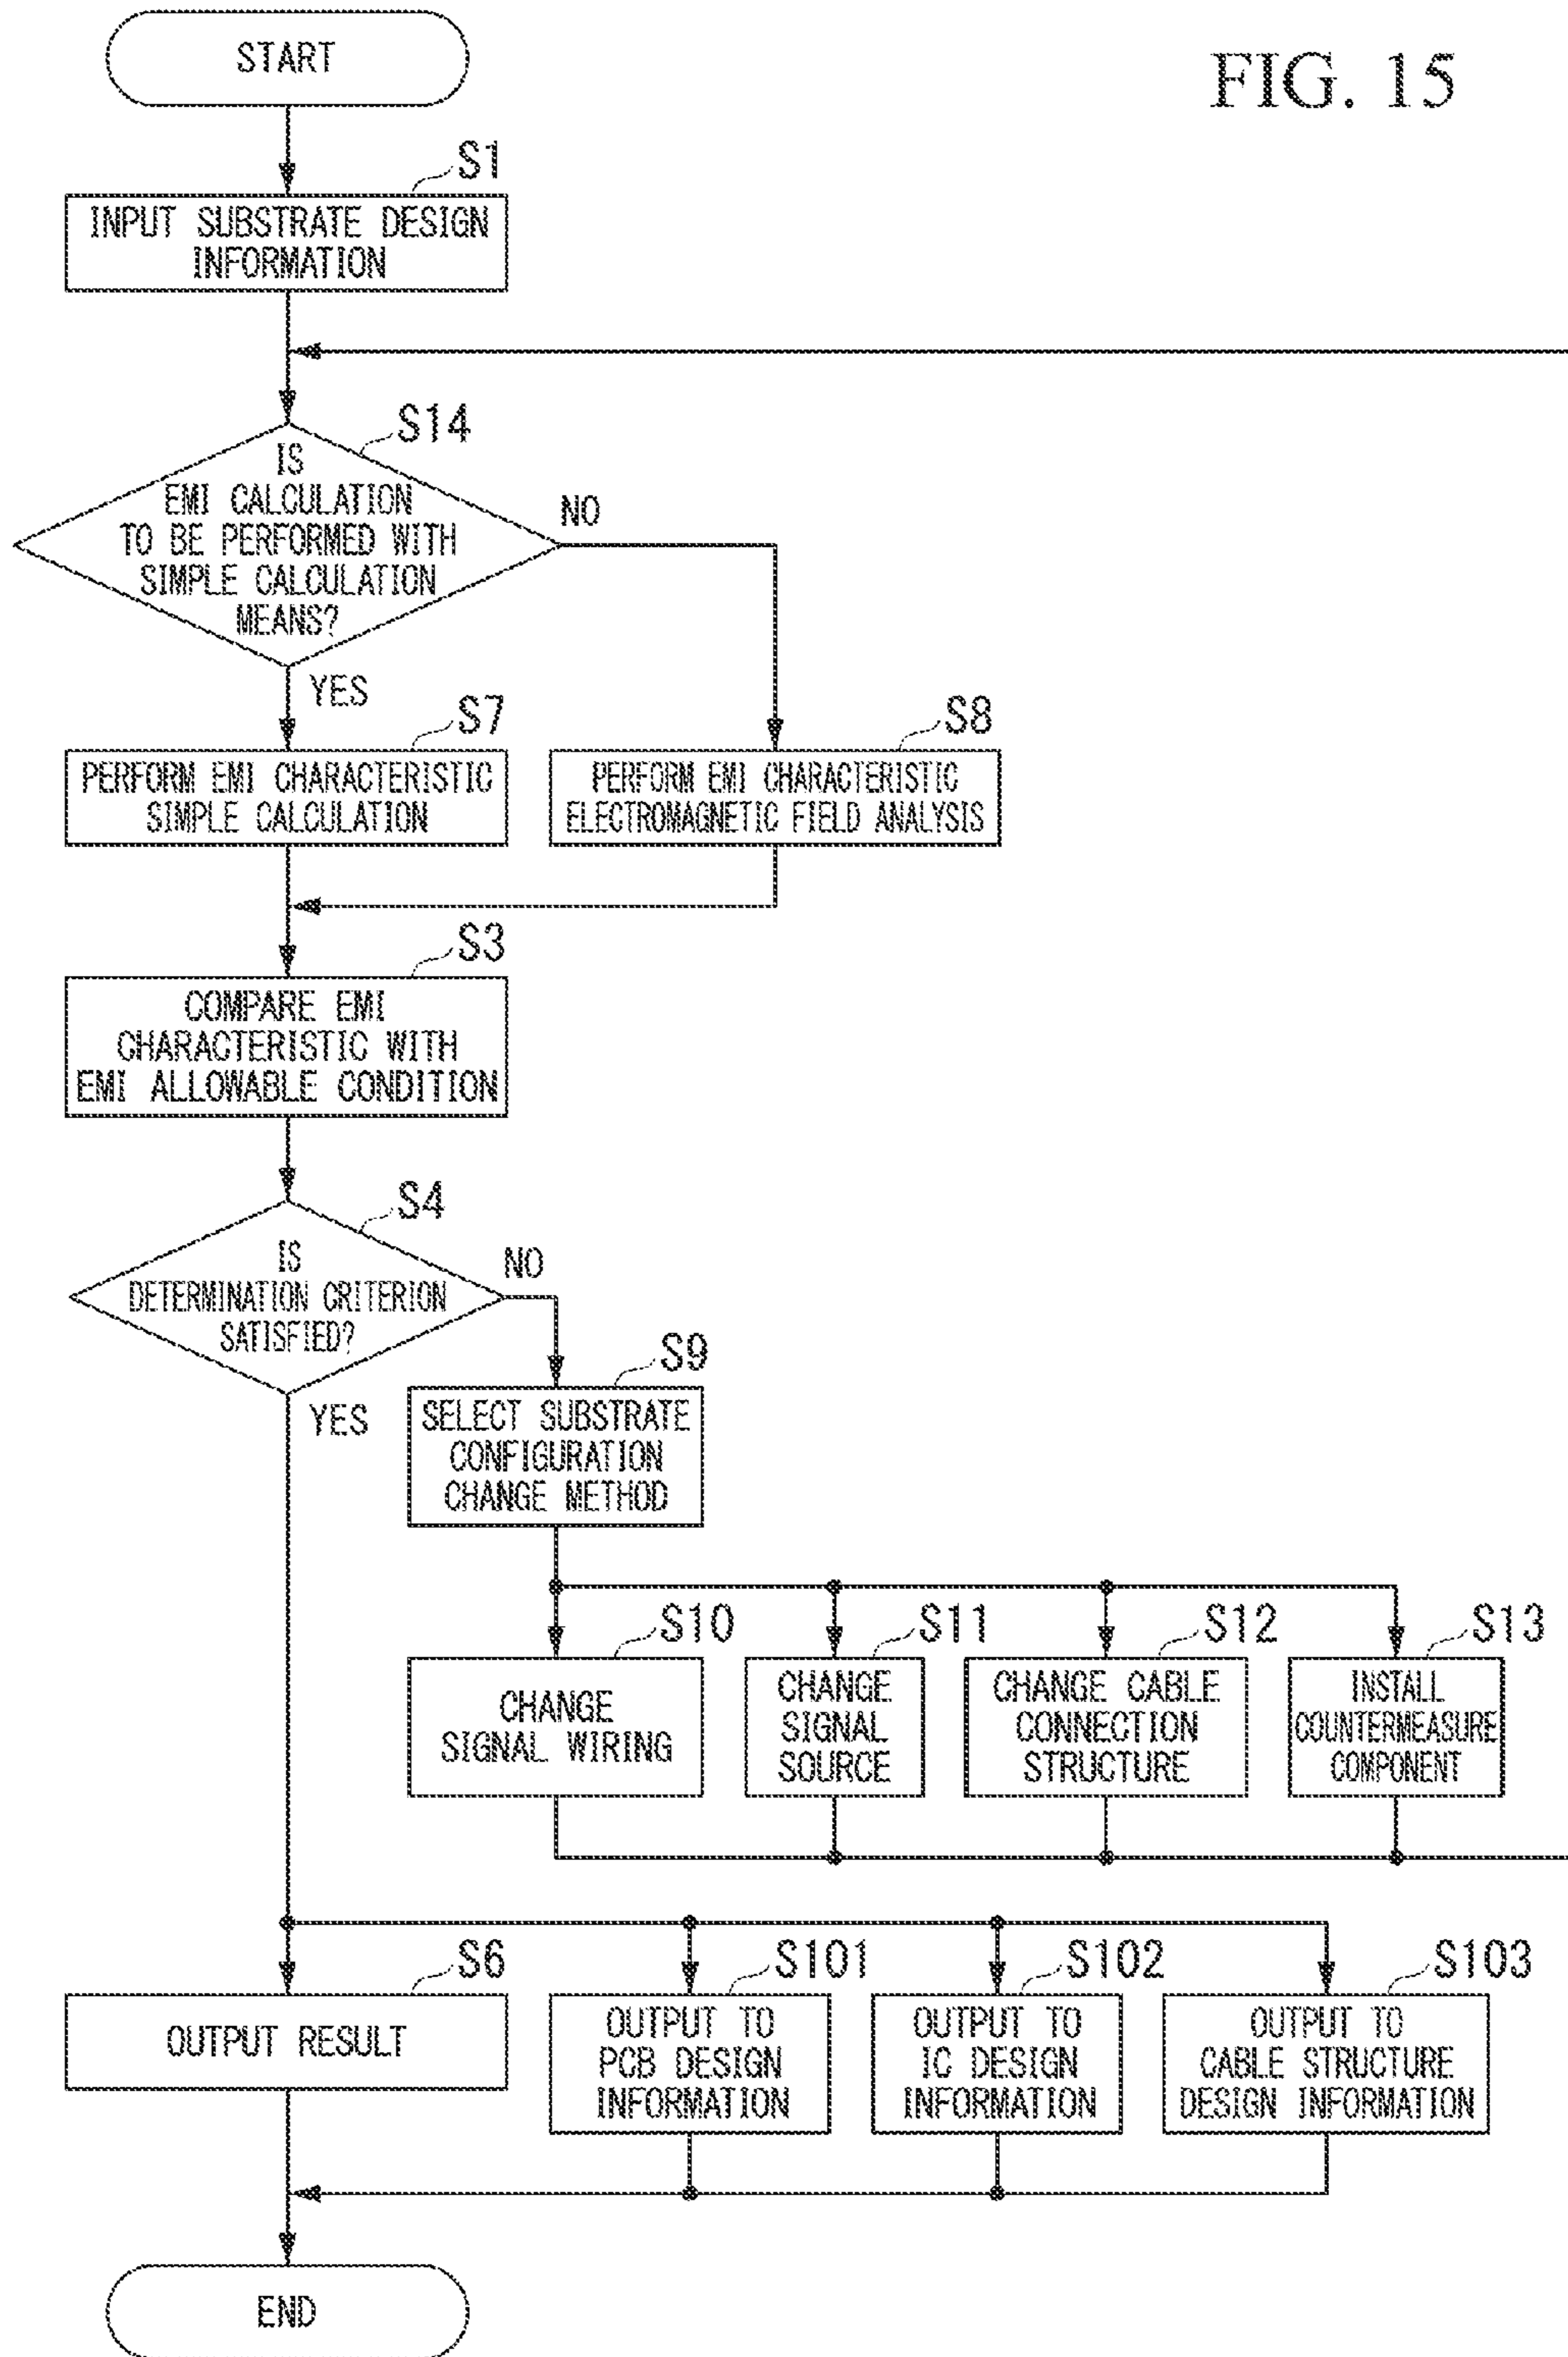 FIG. 15
START
S1
INPUT SUBSTRATE DESIGN
INFORMATION
S14
IS
EMI CALCULATION
TO BE PERFORMED WITH
SIMPLE CALCULATION
MEANS?
NO
YES
S7
PERFORM EMI CHARACTERISTIC
SIMPLE CALCULATION
S8
PERFORM EMI CHARACTERISTIC
ELECTROMAGNETIC FIELD ANALYSIS
S3
COMPARE EMI
CHARACTERISTIC WITH
EMI ALLOWABLE CONDITION
S4
IS
DETERMINATION CRITERION
SATISFIED?
NO
YES
S9
SELECT SUBSTRATE
CONFIGURATION
CHANGE METHOD
S10
CHANGE
SIGNAL WIRING
S11
CHANGE
SIGNAL
SOURCE
S12
CHANGE CABLE
CONNECTION
STRUCTURE
S13
INSTALL
COUNTERMEASURE
COMPONENT
S6
OUTPUT RESULT
S101
OUTPUT TO
PCB DESIGN
INFORMATION
S102
OUTPUT TO
IC DESIGN
INFORMATION
S103
OUTPUT TO
CABLE STRUCTURE
DESIGN INFORMATION
END